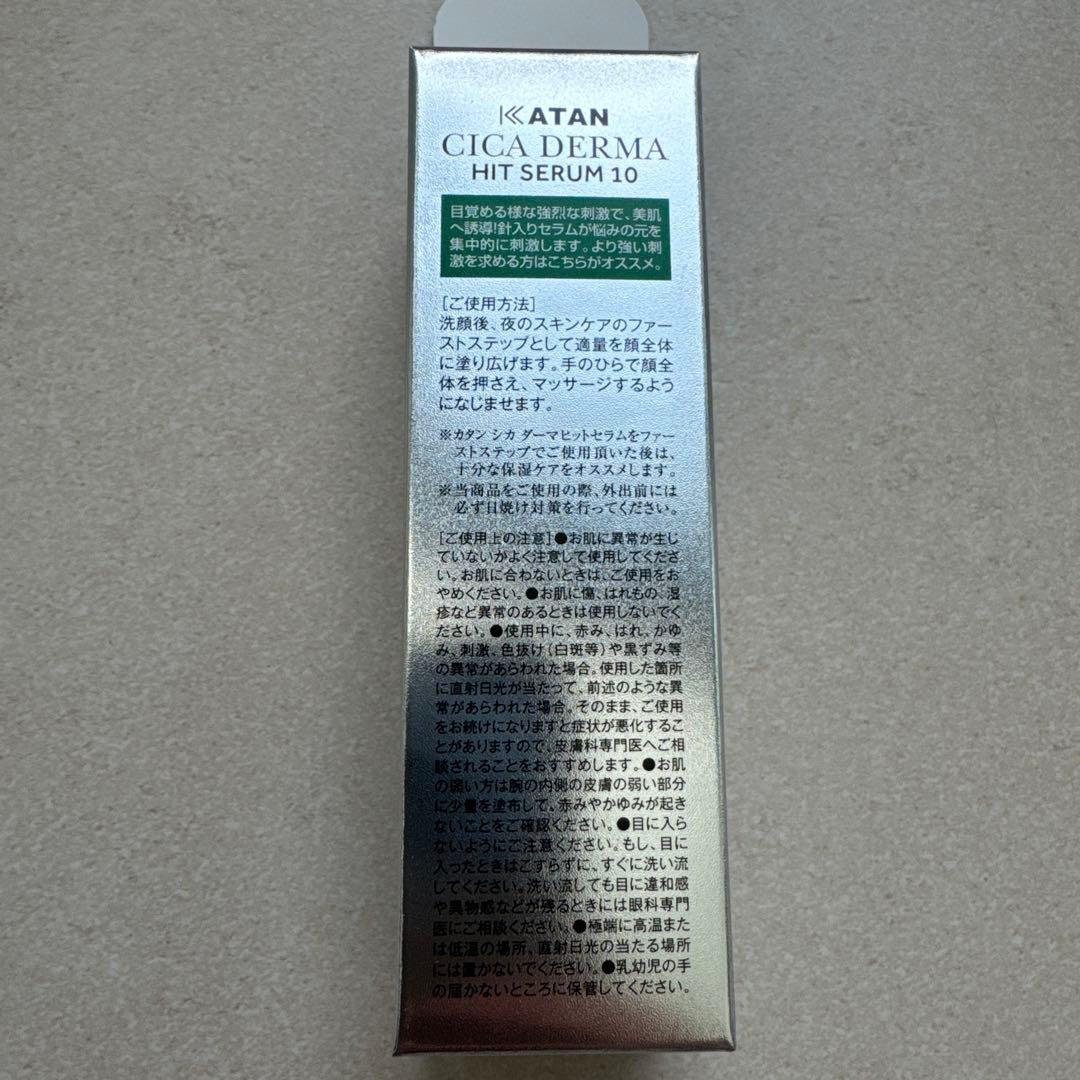 KATAN
CICA DERMA
HIT SERUM 10
目覚める様な強烈な刺激で、美肌
へ誘導!針入りセラムが悩みの元を
集中的に刺激します。より強い刺
激を求める方はこちらがオススメ。
[ご使用方法]
洗顔後、夜のスキンケアのファー
ストステップとして適量を顔全体
に塗り広げます。手のひらで顔全
体を押さえ、マッサージするよう
になじませます。
※カタン シカ ダーマヒットセラムをファー
ストステップでご使用頂いた後は、
十分な保湿ケアをオススメします。
※当商品をご使用の際、外出前には
必ず日焼け対策を行ってください。
[ご使用上の注意]●お肌に異常が生じ
ていないかよく注意して使用してくださ
い。お肌に合わないときは、ご使用をお
やめください。●お肌に傷、はれもの、湿
疹など異常のあるときは使用しないでく
ださい。●使用中に、赤み、はれ、かゆ
み、刺激、色抜け(白斑等)や黒ずみ等
の異常があらわれた場合。使用した箇所
に直射日光が当たって、前述のような異
常があらわれた場合。そのまま、ご使用
をお続けになりますと症状が悪化するこ
とがありますので、皮膚科専門医へご相
談されることをおすすめします。●お肌
の弱い方は腕の内側の皮膚の弱い部分
に少量を塗布して、赤みやかゆみが起き
ないことをご確認ください。●目に入ら
ないようにご注意ください。もし、目に
入ったときはこすらずに、すぐに洗い流
してください。洗い流しても目に違和感
や異物感などが残るときには眼科専門
医にご相談ください。●極端に高温また
は低温の場所、直射日光の当たる場所
には置かないでください。●乳幼児の手
の届かないところに保管してください。